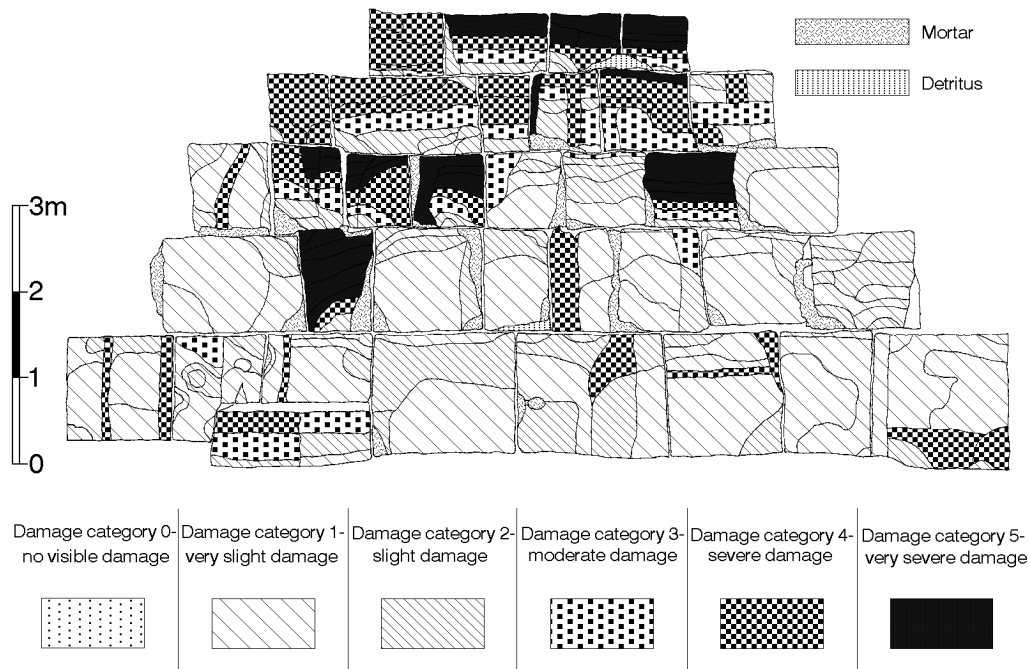 Mortar
Detritus
3m
2
1
0
Damage category 0-
no visible damage
Damage category 1-
very slight damage
Damage category 2-
slight damage
Damage category 3-
moderate damage
Damage category 4-
severe damage
Damage category 5-
very severe damage